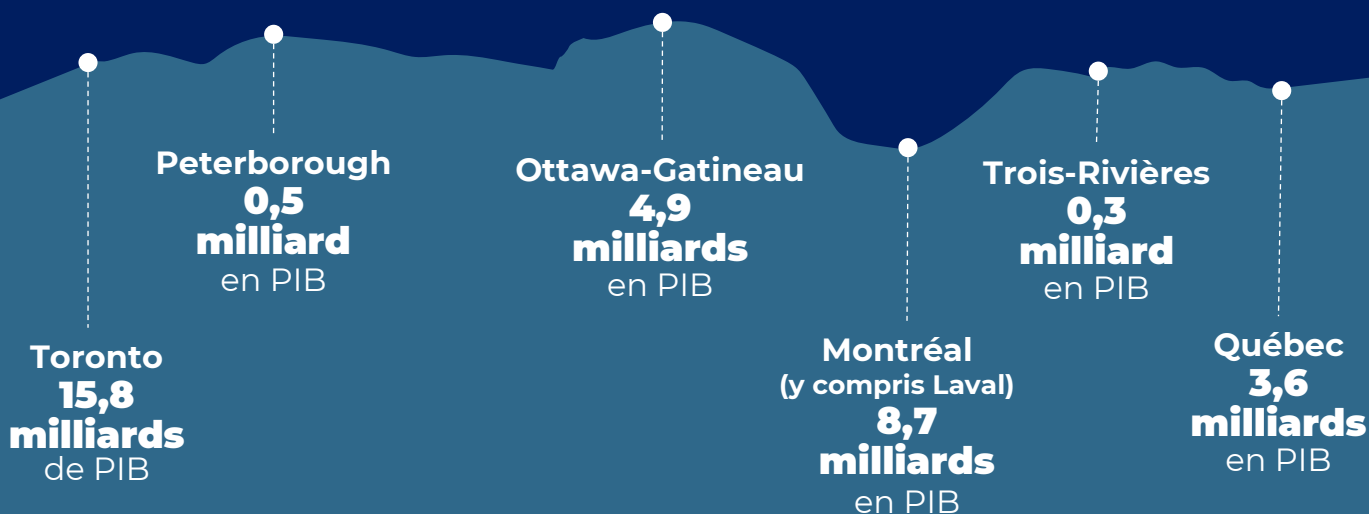 Peterborough
0,5
milliard
en PIB
Ottawa-Gatineau
4,9
milliards
en PIB
Trois-Rivières
0,3
milliard
en PIB
Toronto
15,8
milliards
de PIB
Montréal
(y compris Laval)
8,7
milliards
en PIB
Québec
3,6
milliards
en PIB